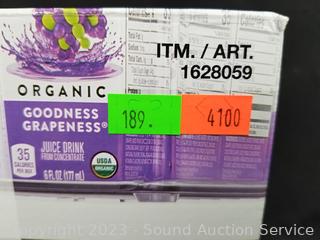 ITM. / ART.
1628059
ORGANIC
GOODNESS
GRAPENESS®
189.
4100
JUICE DRINK
FROM CONCENTRATE
35
CALORIES
PER BOX
USDA
ORGANIC
6 FL OZ (177 mL)
Copyright 2023 - Sound Auction Service